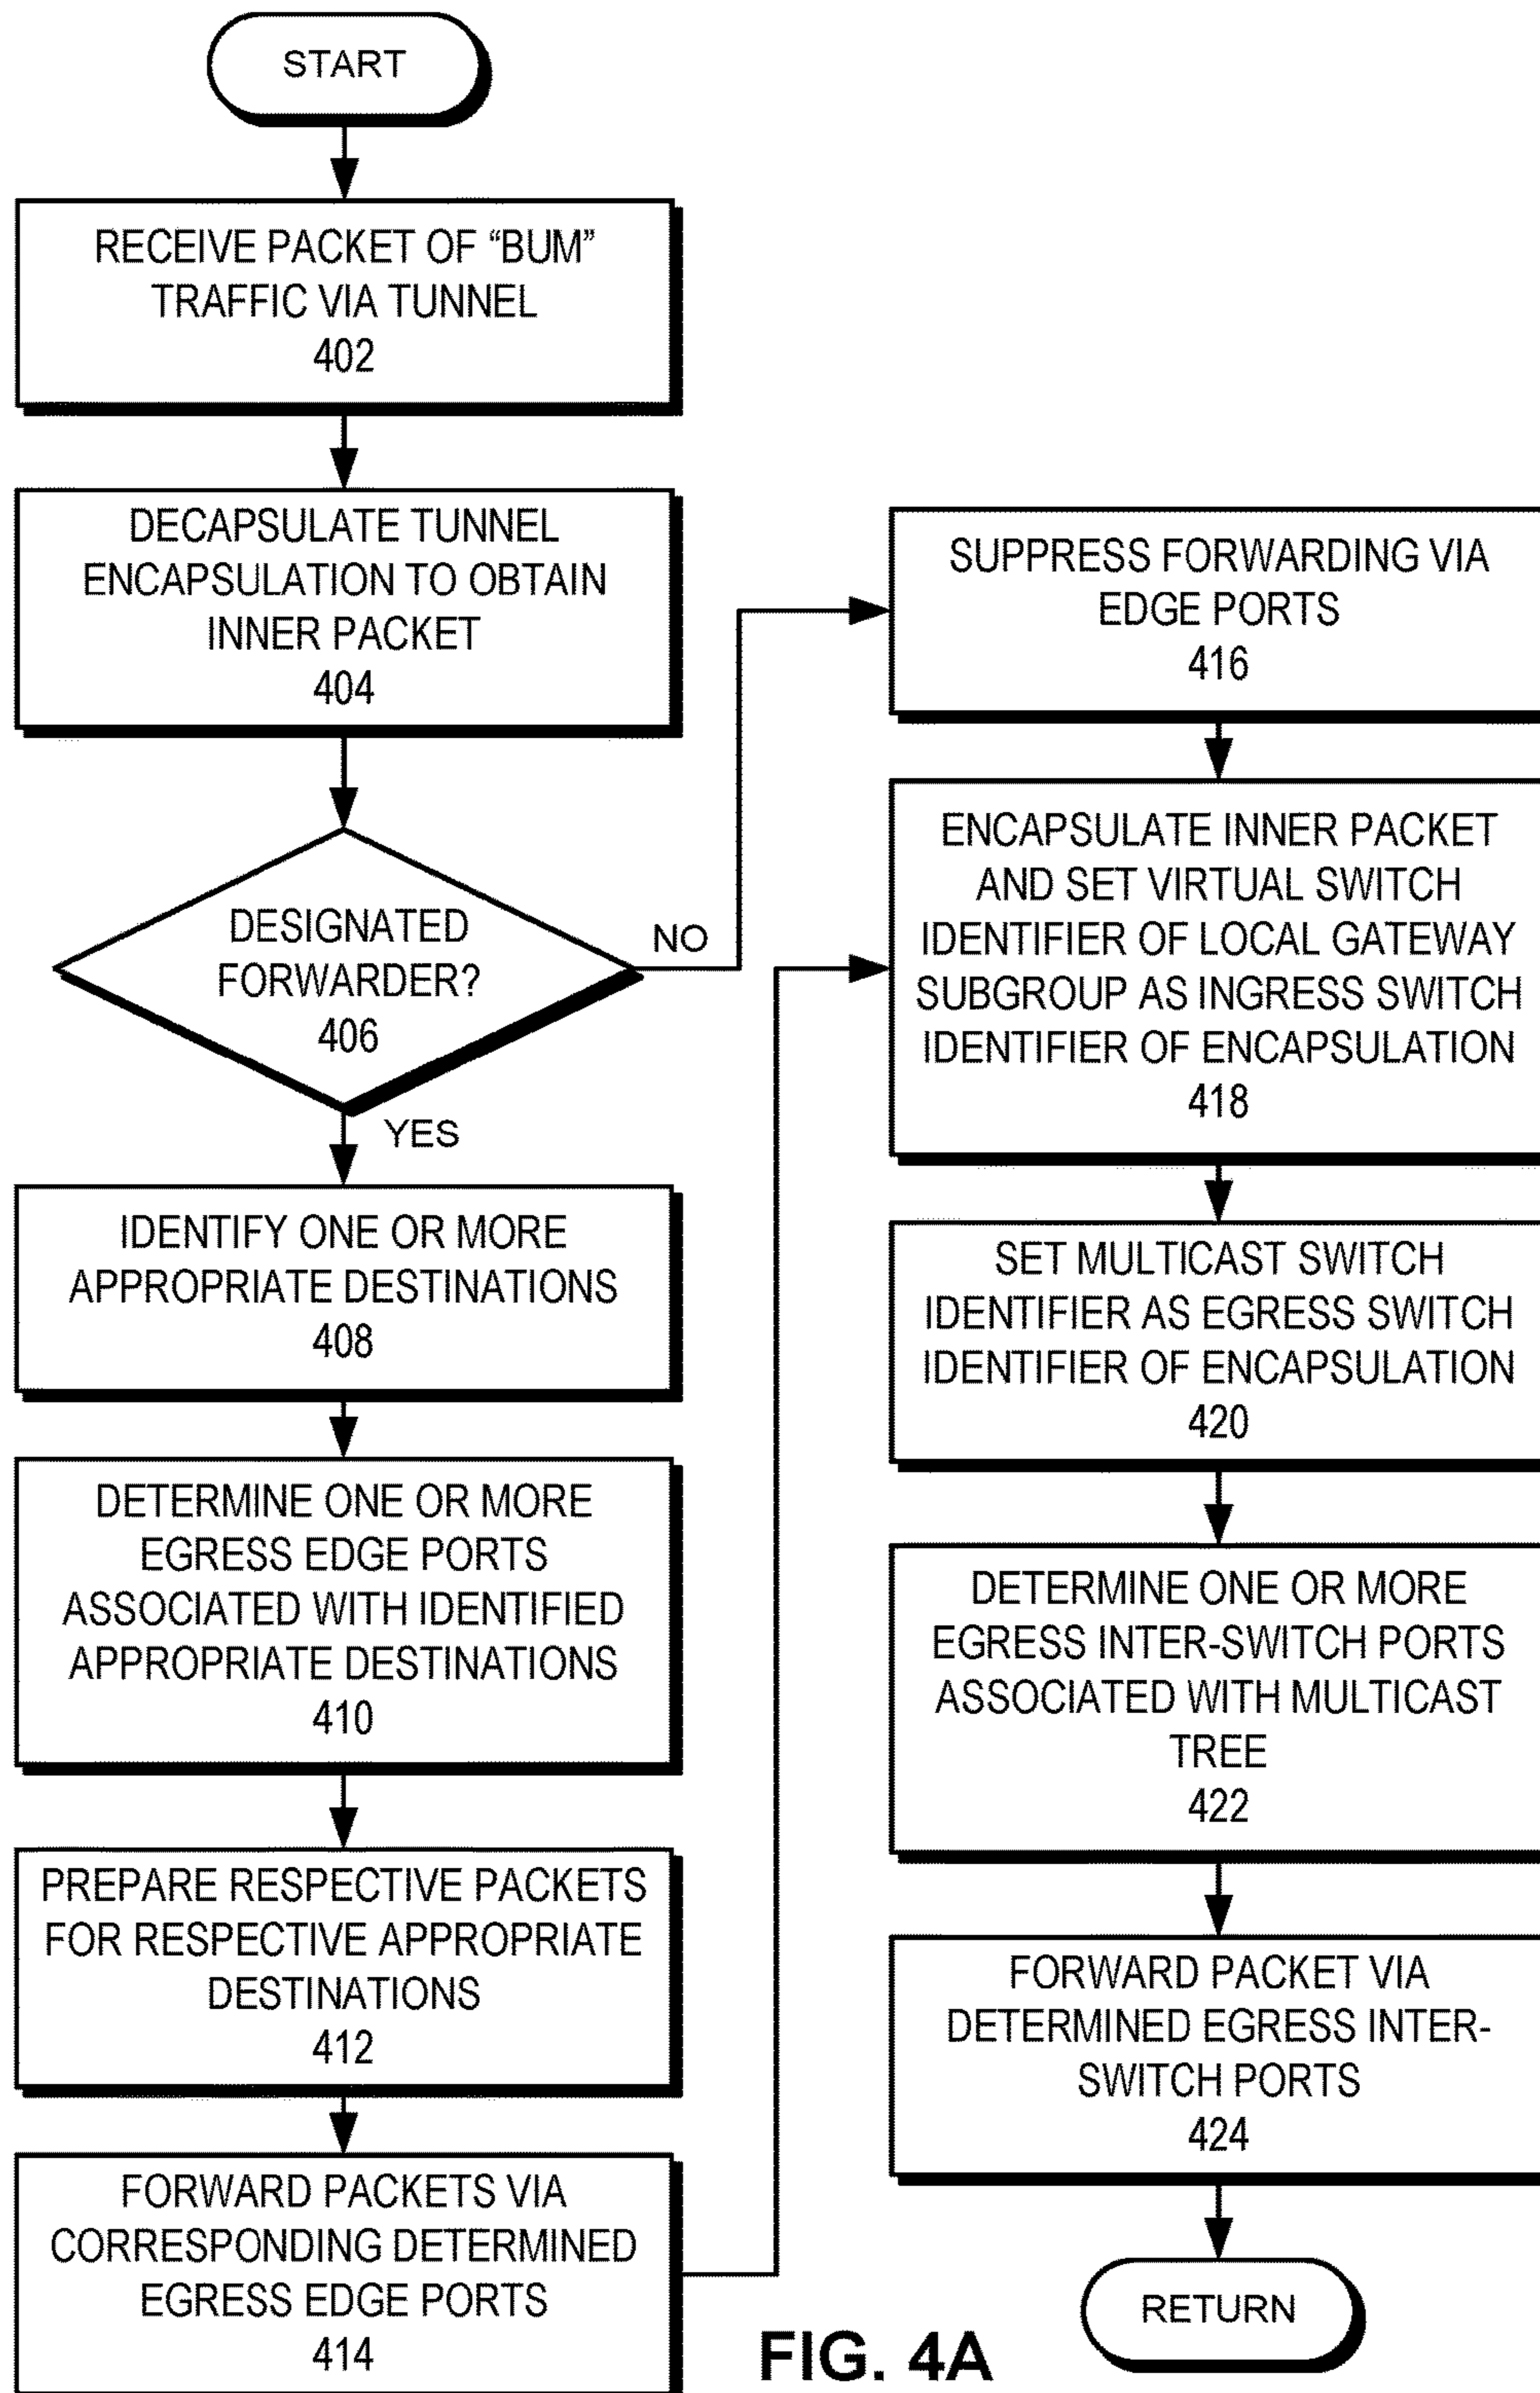 START
RECEIVE PACKET OF “BUM”
TRAFFIC VIA TUNNEL
402
DECAPSULATE TUNNEL
ENCAPSULATION TO OBTAIN
INNER PACKET
404
DESIGNATED
FORWARDER?
406
NO
YES
IDENTIFY ONE OR MORE
APPROPRIATE DESTINATIONS
408
DETERMINE ONE OR MORE
EGRESS EDGE PORTS
ASSOCIATED WITH IDENTIFIED
APPROPRIATE DESTINATIONS
410
PREPARE RESPECTIVE PACKETS
FOR RESPECTIVE APPROPRIATE
DESTINATIONS
412
FORWARD PACKETS VIA
CORRESPONDING DETERMINED
EGRESS EDGE PORTS
414
SUPPRESS FORWARDING VIA
EDGE PORTS
416
ENCAPSULATE INNER PACKET
AND SET VIRTUAL SWITCH
IDENTIFIER OF LOCAL GATEWAY
SUBGROUP AS INGRESS SWITCH
IDENTIFIER OF ENCAPSULATION
418
SET MULTICAST SWITCH
IDENTIFIER AS EGRESS SWITCH
IDENTIFIER OF ENCAPSULATION
420
DETERMINE ONE OR MORE
EGRESS INTER-SWITCH PORTS
ASSOCIATED WITH MULTICAST
TREE
422
FORWARD PACKET VIA
DETERMINED EGRESS INTER-
SWITCH PORTS
424
RETURN
FIG. 4A